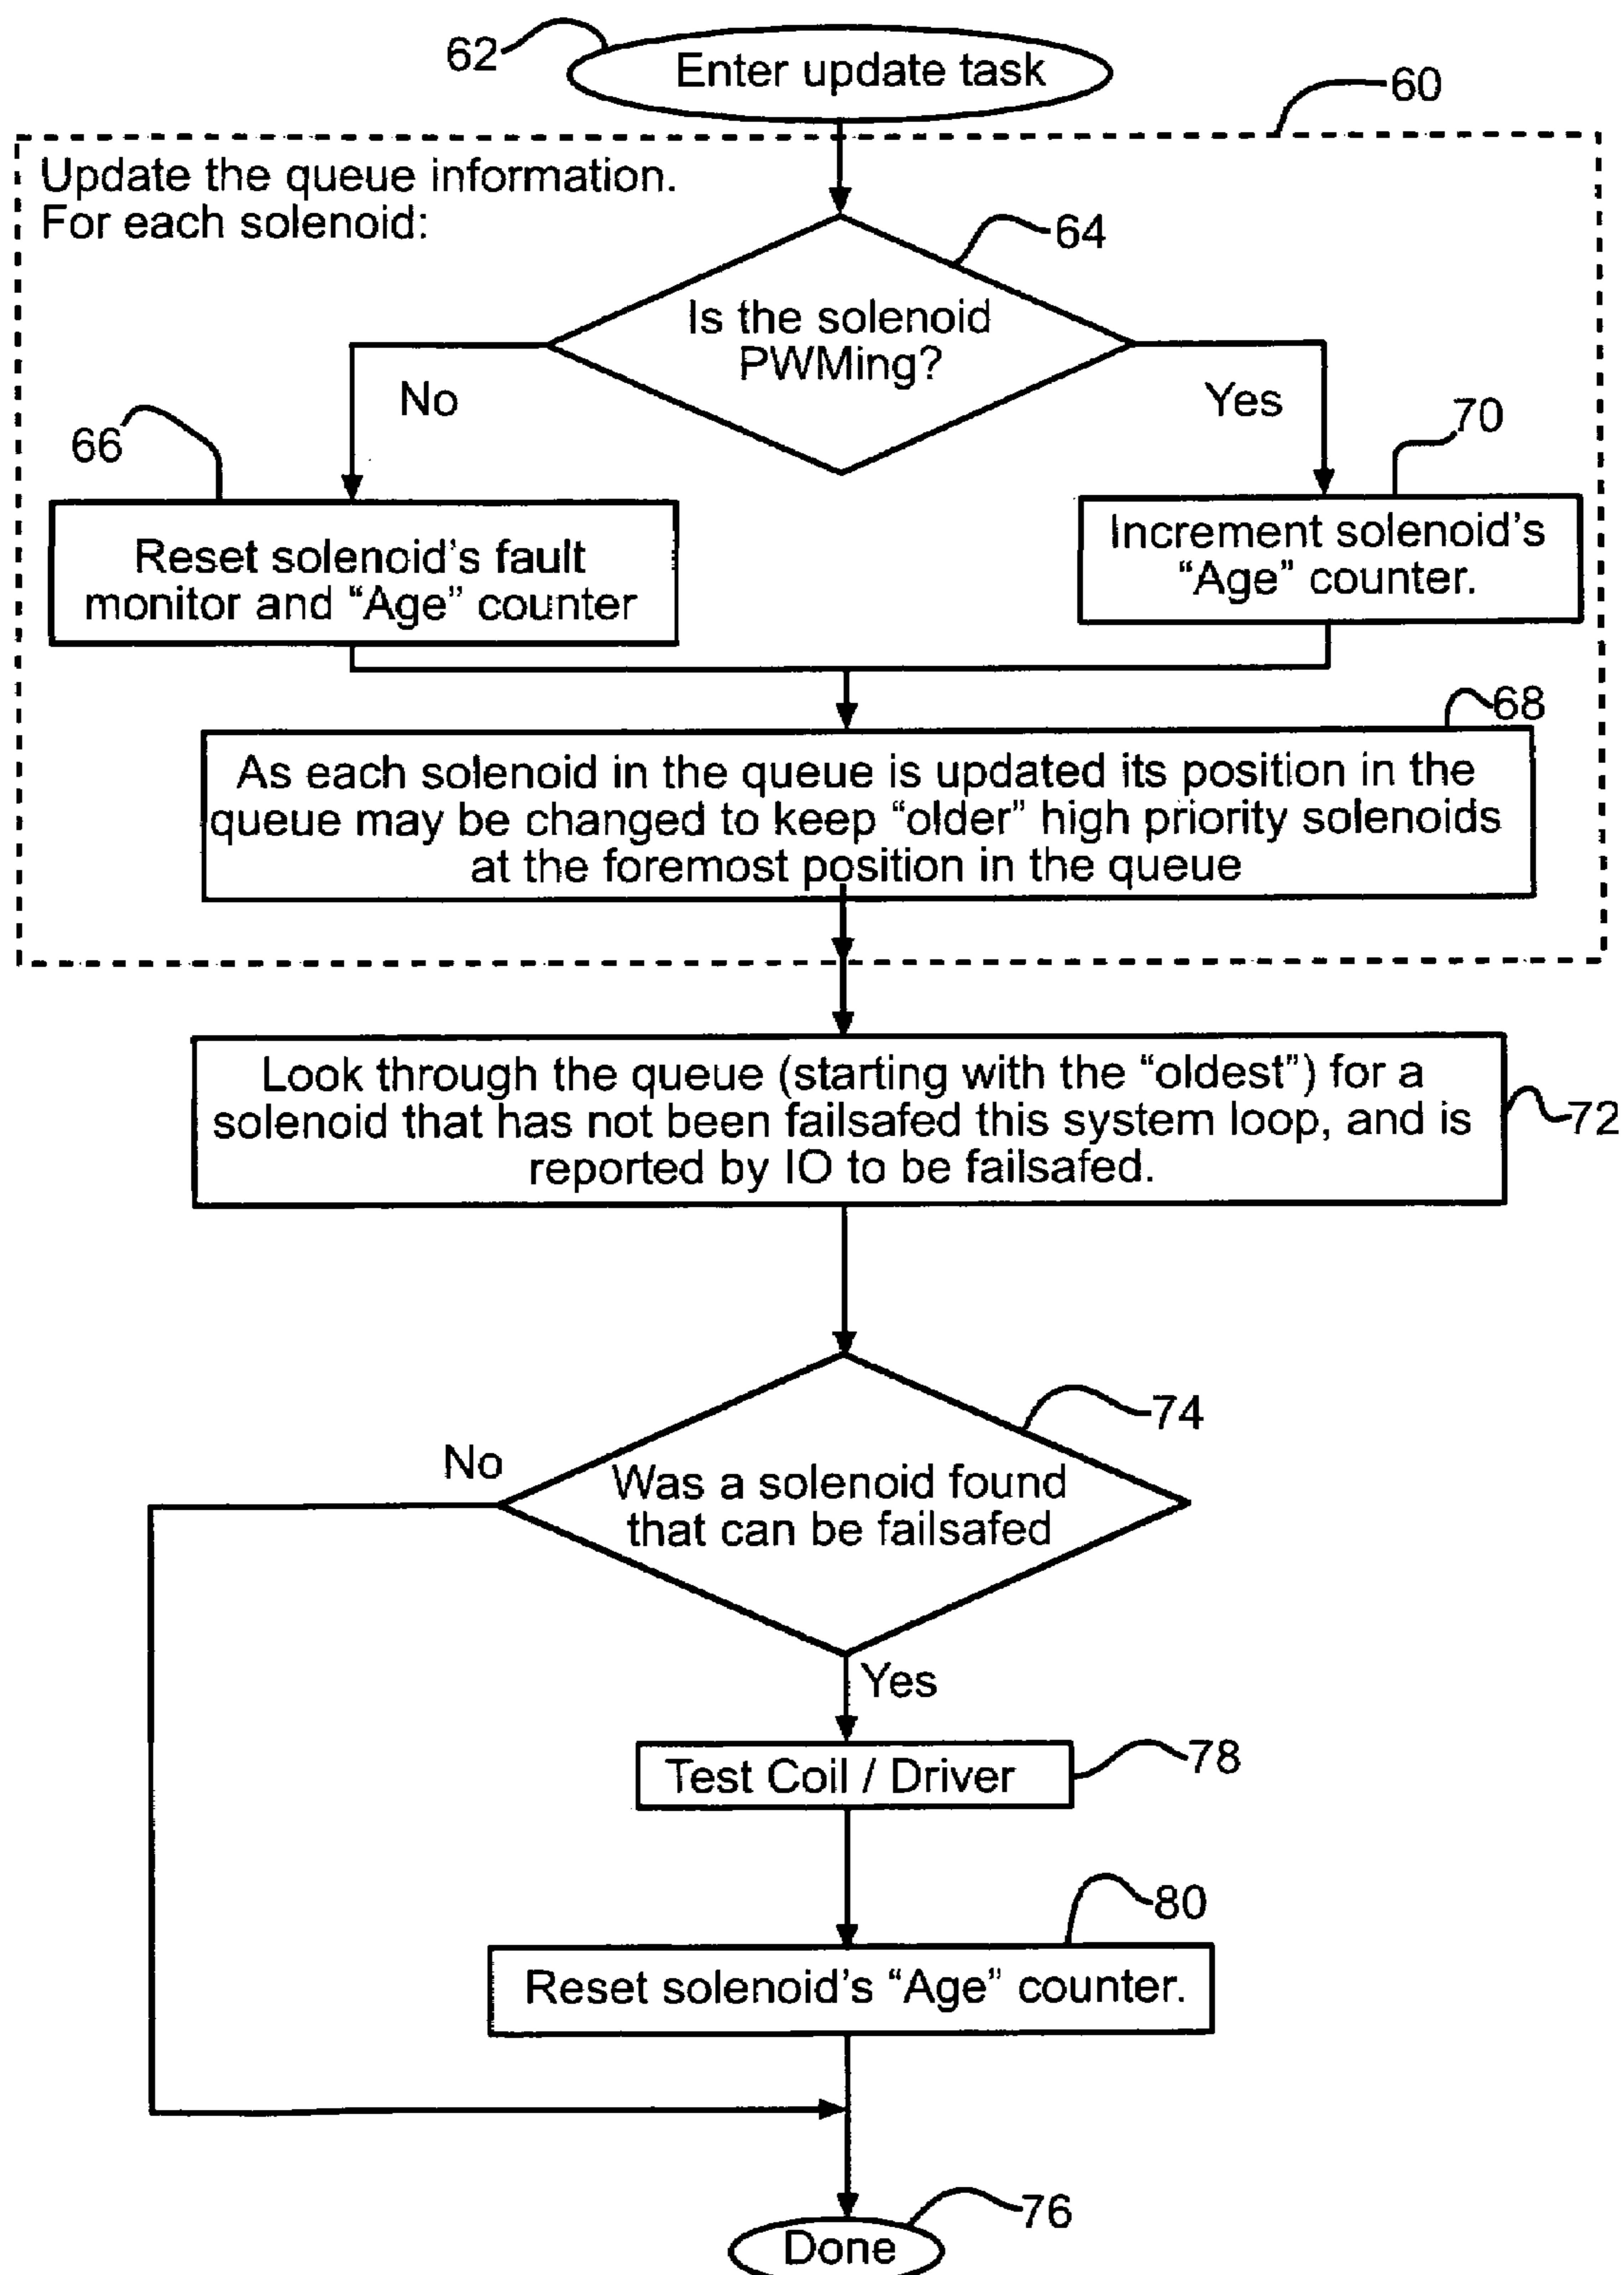 62
Enter update task
60
Update the queue information.
For each solenoid:
64
Is the solenoid
PWMing?
No
Yes
66
70
Reset solenoid's fault
monitor and “Age” counter
Increment solenoid's
“Age” counter.
68
As each solenoid in the queue is updated its position in the
queue may be changed to keep “older” high priority solenoids
at the foremost position in the queue
Look through the queue (starting with the “oldest”) for a
solenoid that has not been failsafed this system loop, and is
reported by IO to be failsafed.
72
74
No
Was a solenoid found
that can be failsafed
Yes
Test Coil / Driver
78
80
Reset solenoid's “Age” counter.
76
Done